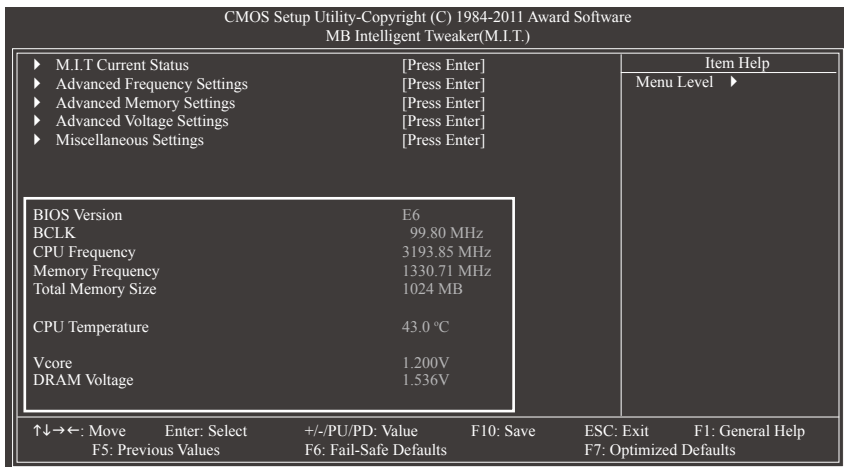 CMOS Setup Utility-Copyright (C) 1984-2011 Award Software
MB Intelligent Tweaker(M.I.T.)
M.I.T Current Status [Press Enter]
Advanced Frequency Settings [Press Enter]
Advanced Memory Settings [Press Enter]
Advanced Voltage Settings [Press Enter]
Miscellaneous Settings [Press Enter]
Item Help
Menu Level
BIOS Version E6
BCLK 99.80 MHz
CPU Frequency 3193.85 MHz
Memory Frequency 1330.71 MHz
Total Memory Size 1024 MB
CPU Temperature 43.0 °C
Vcore 1.200V
DRAM Voltage 1.536V
↑↓→←: Move Enter: Select +/-/PU/PD: Value F10: Save ESC: Exit F1: General Help
F5: Previous Values F6: Fail-Safe Defaults F7: Optimized Defaults